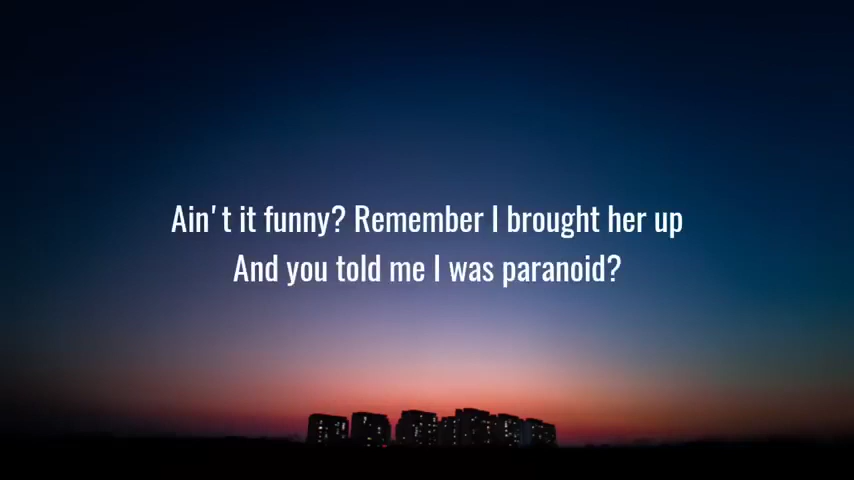 Ain't it funny? Remember I brought her up
And you told me I was paranoid?